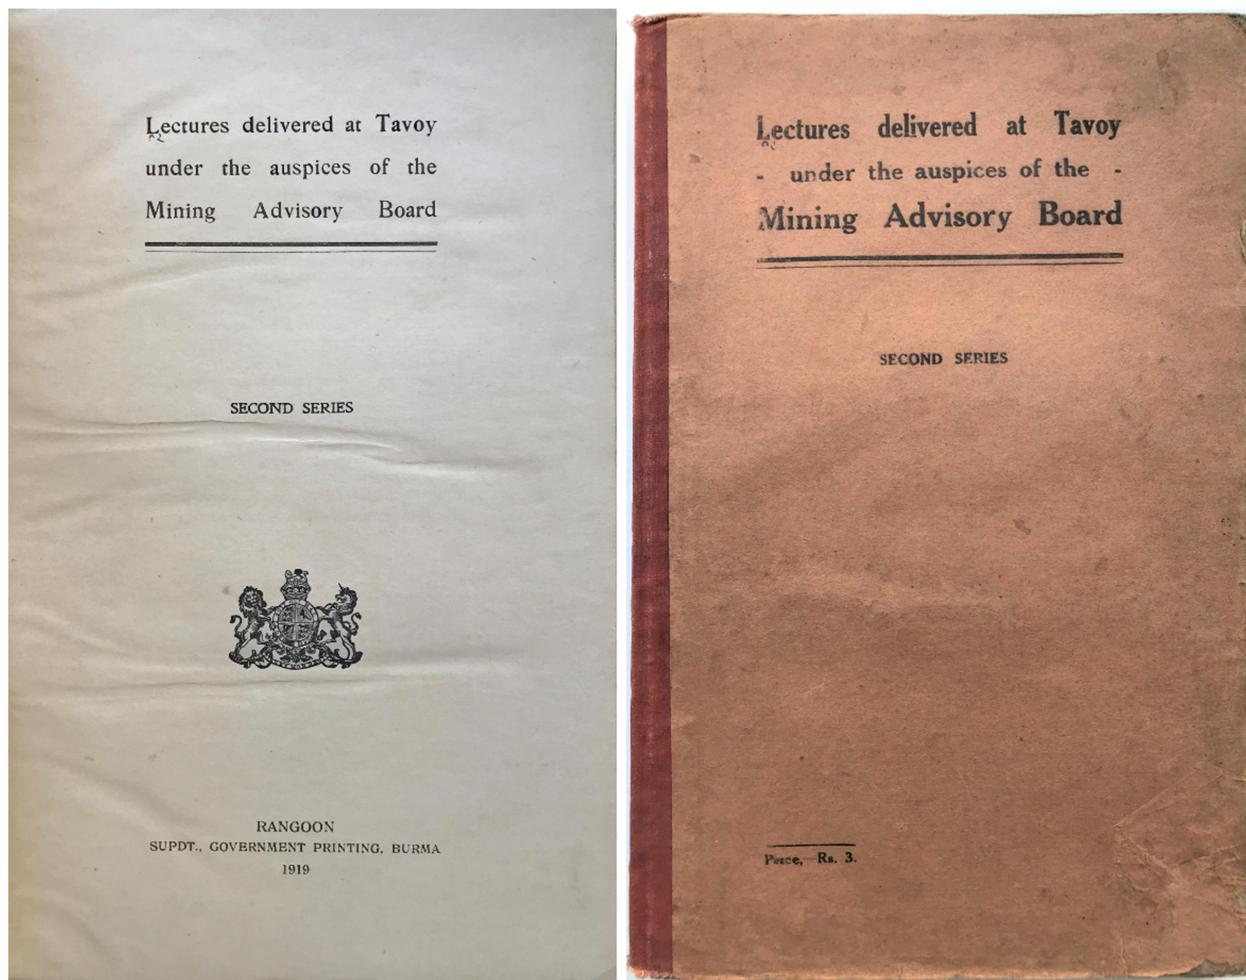 Lectures delivered at Tavoy
under the auspices of the
Mining Advisory Board
SECOND SERIES
RANGOON
SUPDT., GOVERNMENT PRINTING, BURMA
1919
Lectures delivered at Tavoy
- under the auspices of the -
Mining Advisory Board
SECOND SERIES
Price, Rs. 3.